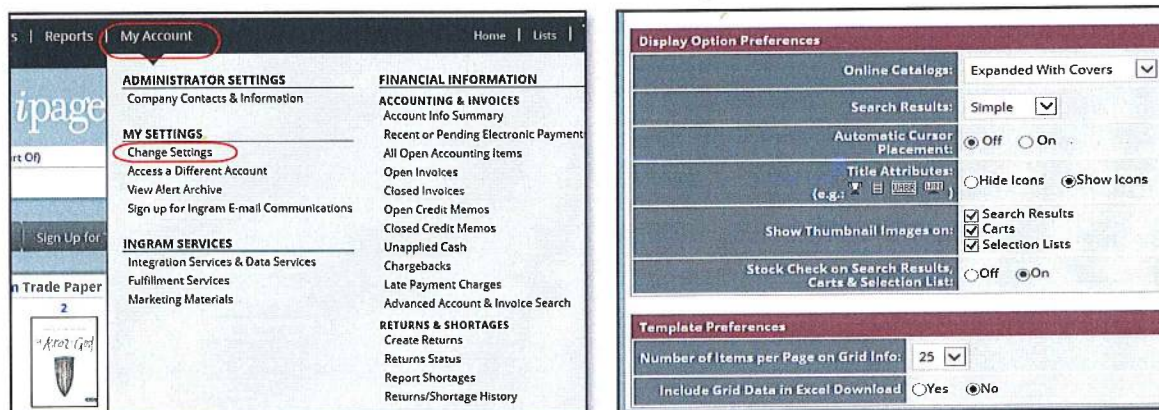 s | Reports | My Account
Home | Lists |
ipage
rt Of)
Sign Up for
n Trade Paper
2
ADMINISTRATOR SETTINGS
Company Contacts & Information
MY SETTINGS
Change Settings
Access a Different Account
View Alert Archive
Sign up for Ingram E-mail Communications
INGRAM SERVICES
Integration Services & Data Services
Fulfillment Services
Marketing Materials
FINANCIAL INFORMATION
ACCOUNTING & INVOICES
Account Info Summary
Recent or Pending Electronic Payment
All Open Accounting Items
Open Invoices
Closed Invoices
Open Credit Memos
Closed Credit Memos
Unapplied Cash
Chargebacks
Late Payment Charges
Advanced Account & Invoice Search
RETURNS & SHORTAGES
Create Returns
Returns Status
Report Shortages
Returns/Shortage History
Display Option Preferences
Online Catalogs: Expanded With Covers
Search Results: Simple
Automatic Cursor
Placement: Off On
Title Attributes:
(e.g.: ) Hide Icons Show Icons
Show Thumbnail Images on: Search Results
Carts
Selection Lists
Stock Check on Search Results,
Carts & Selection List: Off On
Template Preferences
Number of Items per Page on Grid Info: 25
Include Grid Data in Excel Download Yes No